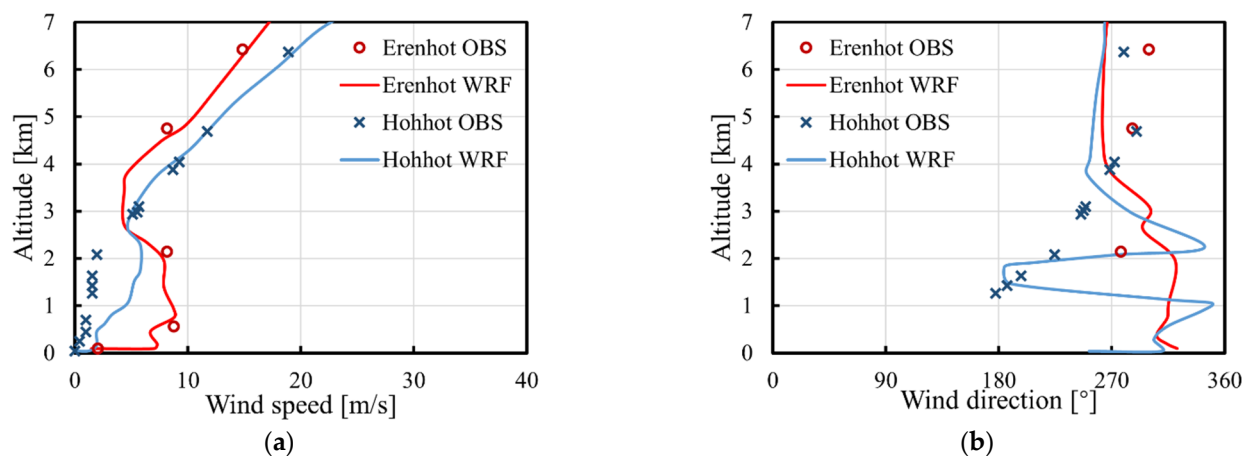 7
6
5
4
3
2
1
0
Altitude [km]
Erenhot OBS
Erenhot WRF
Hohhot OBS
Hohhot WRF
0 10 20 30 40
Wind speed [m/s]
(a)
7
6
5
4
3
2
1
0
Altitude [km]
Erenhot OBS
Erenhot WRF
Hohhot OBS
Hohhot WRF
0 90 180 270 360
Wind direction [°]
(b)